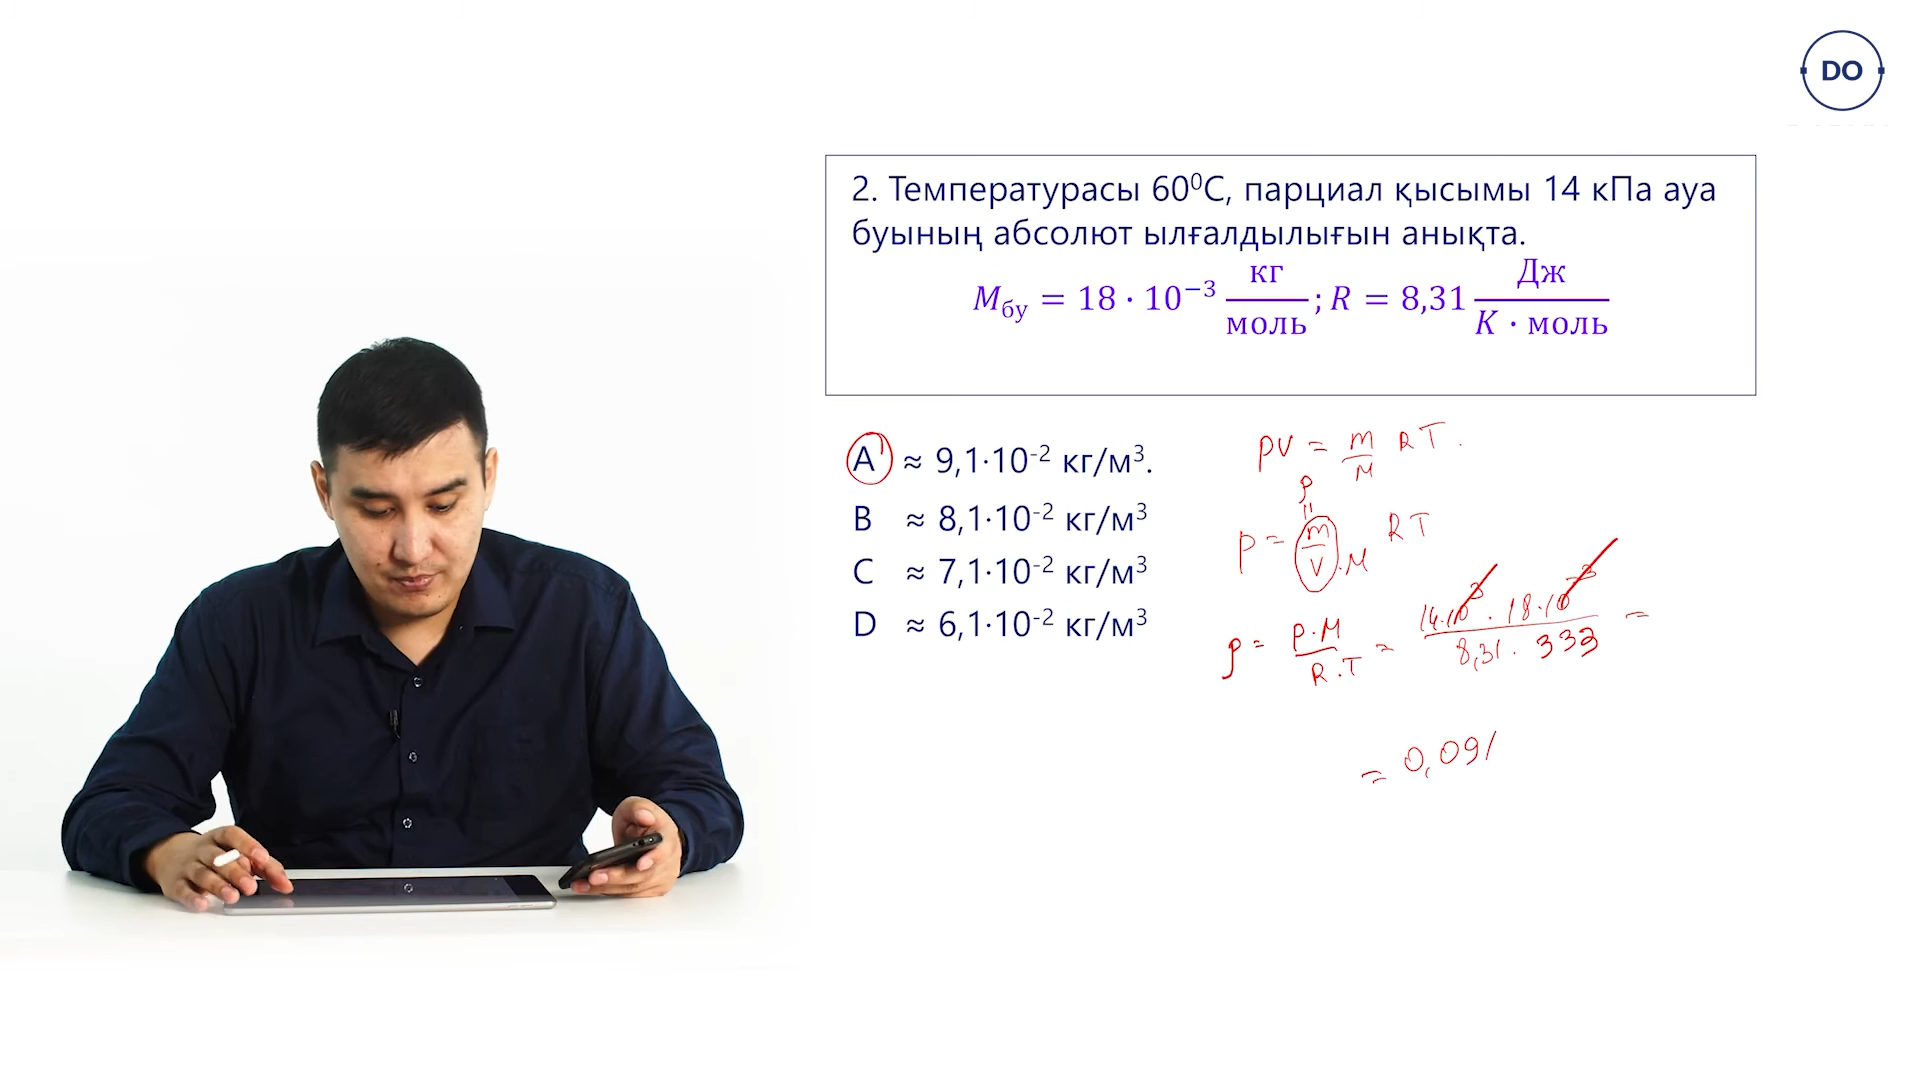 DO
2. Температурасы 60⁰С, парциал қысымы 14 кПа ауа
буының абсолют ылғалдылығын анықта.
Mбу = 18 · 10⁻³ кг/моль ; R = 8,31 Дж/(K · моль)
A ≈ 9,1·10⁻² кг/м³.
B ≈ 8,1·10⁻² кг/м³
C ≈ 7,1·10⁻² кг/м³
D ≈ 6,1·10⁻² кг/м³
pV = m/M RT.
ρ
=
p = m/(V·M) RT
ρ = p·M/(R·T) = 14·10³ · 18·10⁻³/(8,31 · 333) =
= 0,091